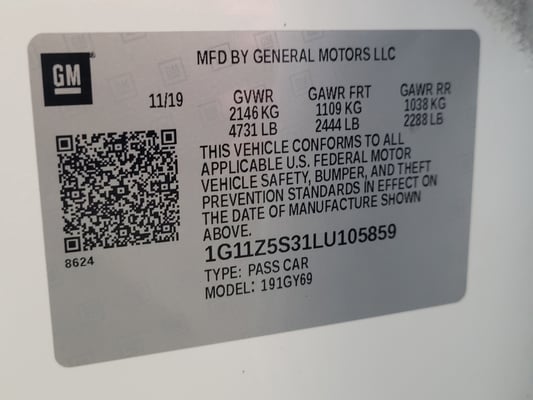 GM
MFD BY GENERAL MOTORS LLC
11/19 GVWR GAWR FRT GAWR RR
2146 KG 1109 KG 1038 KG
4731 LB 2444 LB 2288 LB
THIS VEHICLE CONFORMS TO ALL
APPLICABLE U.S. FEDERAL MOTOR
VEHICLE SAFETY, BUMPER, AND THEFT
PREVENTION STANDARDS IN EFFECT ON
THE DATE OF MANUFACTURE SHOWN
ABOVE.
8624
1G11Z5S31LU105859
TYPE: PASS CAR
MODEL: 191GY69